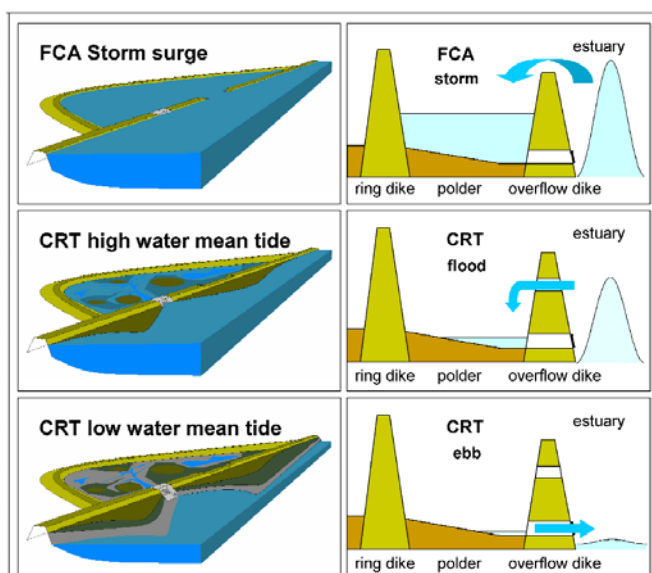 FCA Storm surge
FCA
storm
estuary
ring dike polder overflow dike
CRT high water mean tide
CRT
flood
estuary
ring dike polder overflow dike
CRT low water mean tide
CRT
ebb
estuary
ring dike polder overflow dike